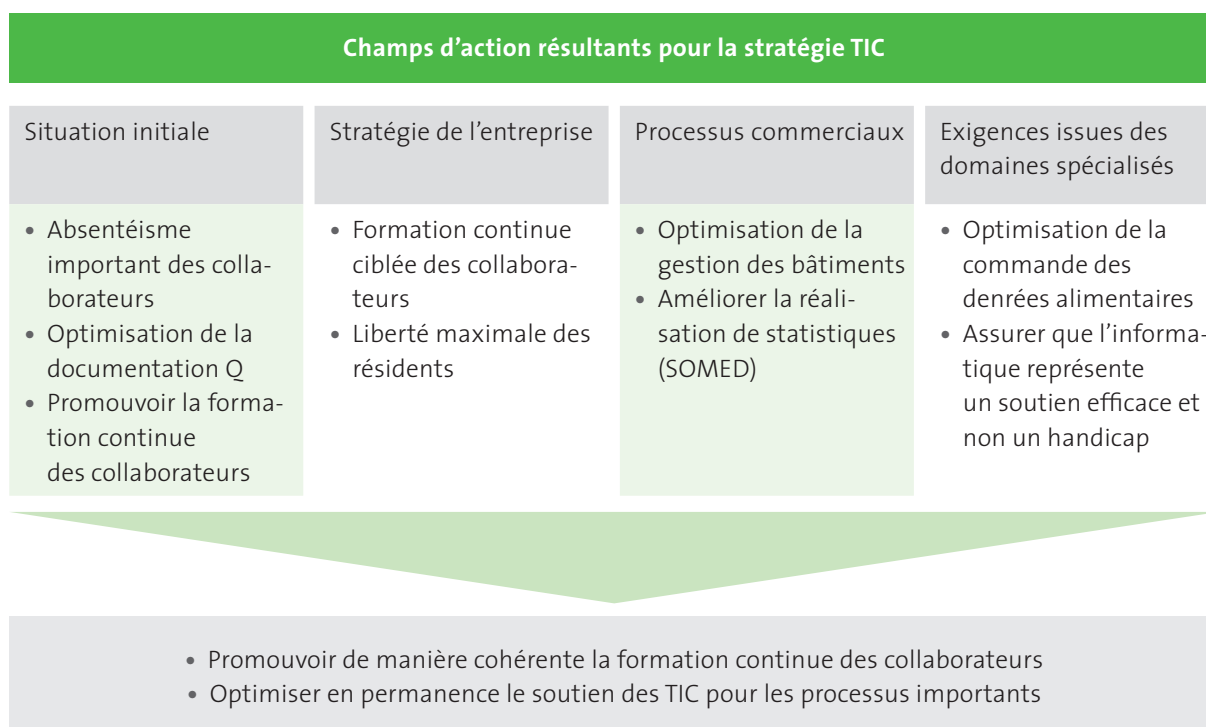 Champs d’action résultants pour la stratégie TIC
Situation initiale
• Absentéisme
important des colla-
borateurs
• Optimisation de la
documentation Q
• Promouvoir la forma-
tion continue
des collaborateurs
Stratégie de l’entreprise
• Formation continue
ciblée des collabora-
teurs
• Liberté maximale des
résidents
Processus commerciaux
• Optimisation de la
gestion des bâtiments
• Améliorer la réali-
sation de statistiques
(SOMED)
Exigences issues des
domaines spécialisés
• Optimisation de la
commande des
denrées alimentaires
• Assurer que l’informa-
tique représente
un soutien efficace et
non un handicap
• Promouvoir de manière cohérente la formation continue des collaborateurs
• Optimiser en permanence le soutien des TIC pour les processus importants